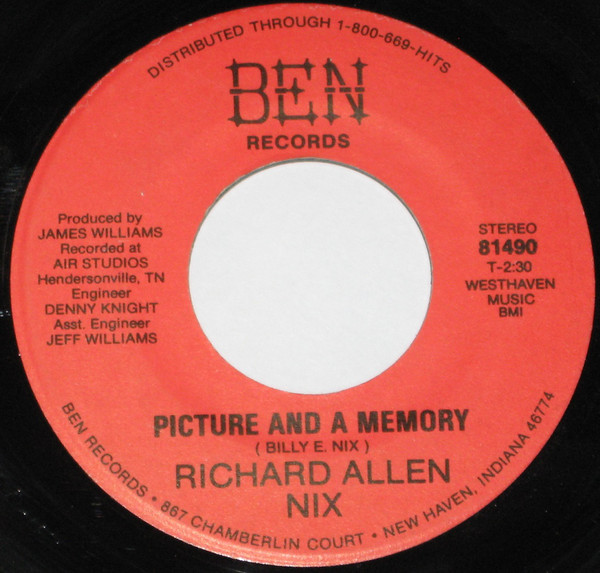 DISTRIBUTED THROUGH 1-800-669-HITS
BEN
RECORDS
Produced by
JAMES WILLIAMS
Recorded at
AIR STUDIOS
Hendersonville, TN
Engineer
DENNY KNIGHT
Asst. Engineer
JEFF WILLIAMS
STEREO
81490
T-2:30
WESTHAVEN
MUSIC
BMI
PICTURE AND A MEMORY
( BILLY E. NIX )
RICHARD ALLEN
NIX
BEN RECORDS • 867 CHAMBERLIN COURT • NEW HAVEN, INDIANA 46774